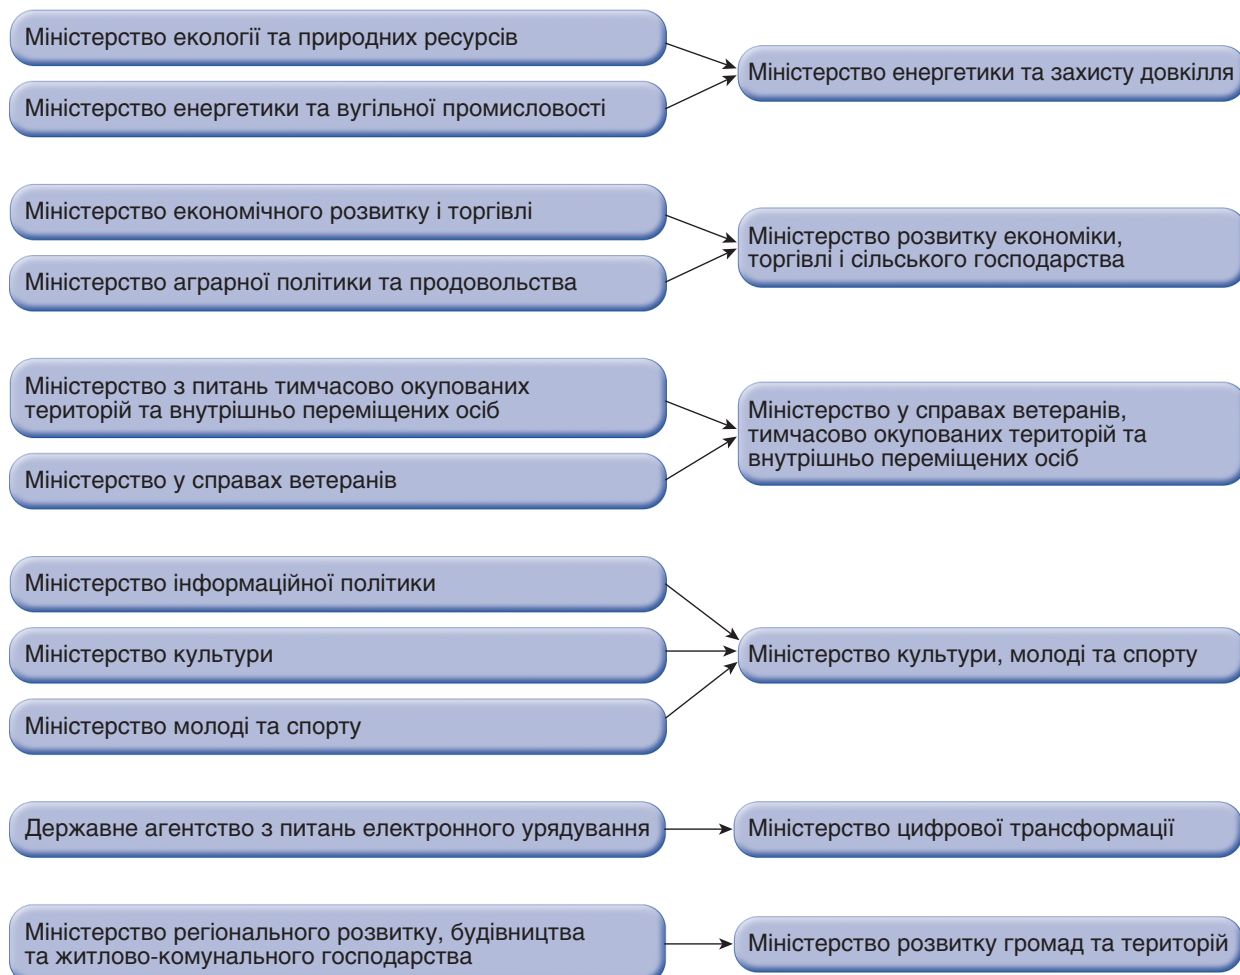 Міністерство екології та природних ресурсів
Міністерство енергетики та вугільної промисловості
Міністерство енергетики та захисту довкілля
Міністерство економічного розвитку і торгівлі
Міністерство аграрної політики та продовольства
Міністерство розвитку економіки,
торгівлі і сільського господарства
Міністерство з питань тимчасово окупованих
територій та внутрішньо переміщених осіб
Міністерство у справах ветеранів
Міністерство у справах ветеранів,
тимчасово окупованих територій та
внутрішньо переміщених осіб
Міністерство інформаційної політики
Міністерство культури
Міністерство молоді та спорту
Міністерство культури, молоді та спорту
Державне агентство з питань електронного урядування
Міністерство цифрової трансформації
Міністерство регіонального розвитку, будівництва
та житлово-комунального господарства
Міністерство розвитку громад та територій